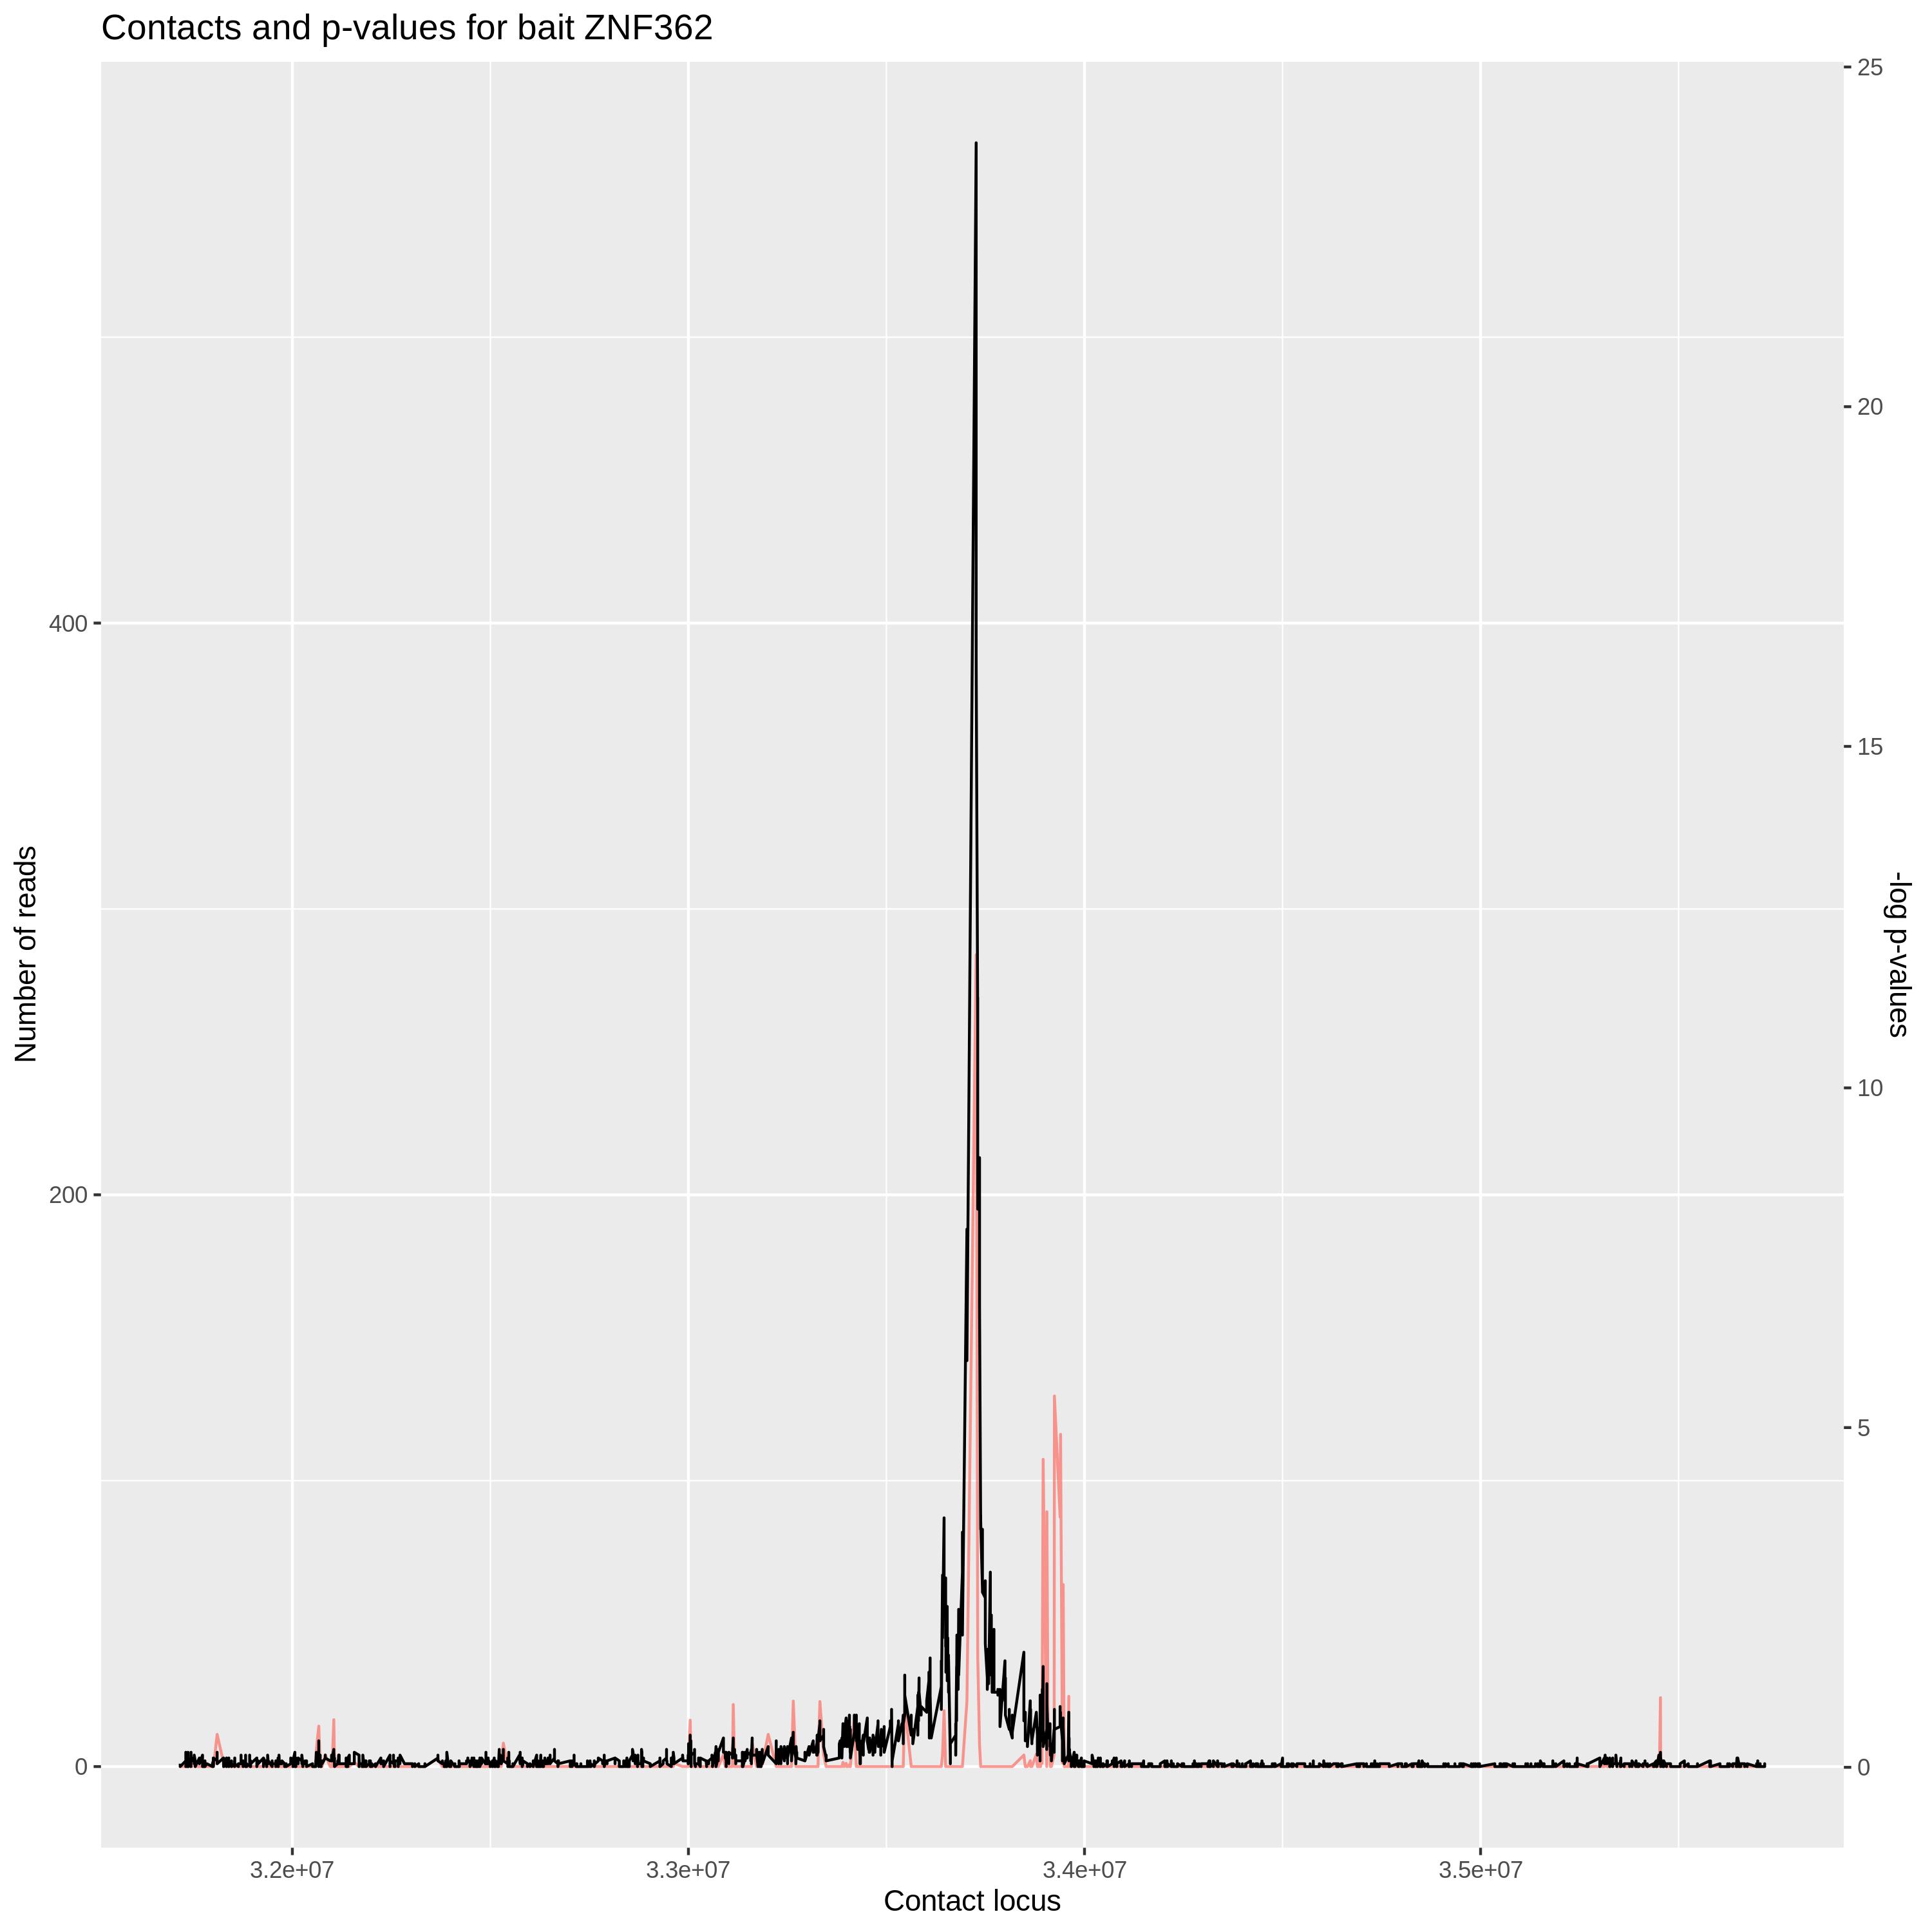 Contacts and p-values for bait ZNF362
Number of reads
400
200
0
25
20
15
10
5
0
-log p-values
3.2e+07
3.3e+07
3.4e+07
3.5e+07
Contact locus